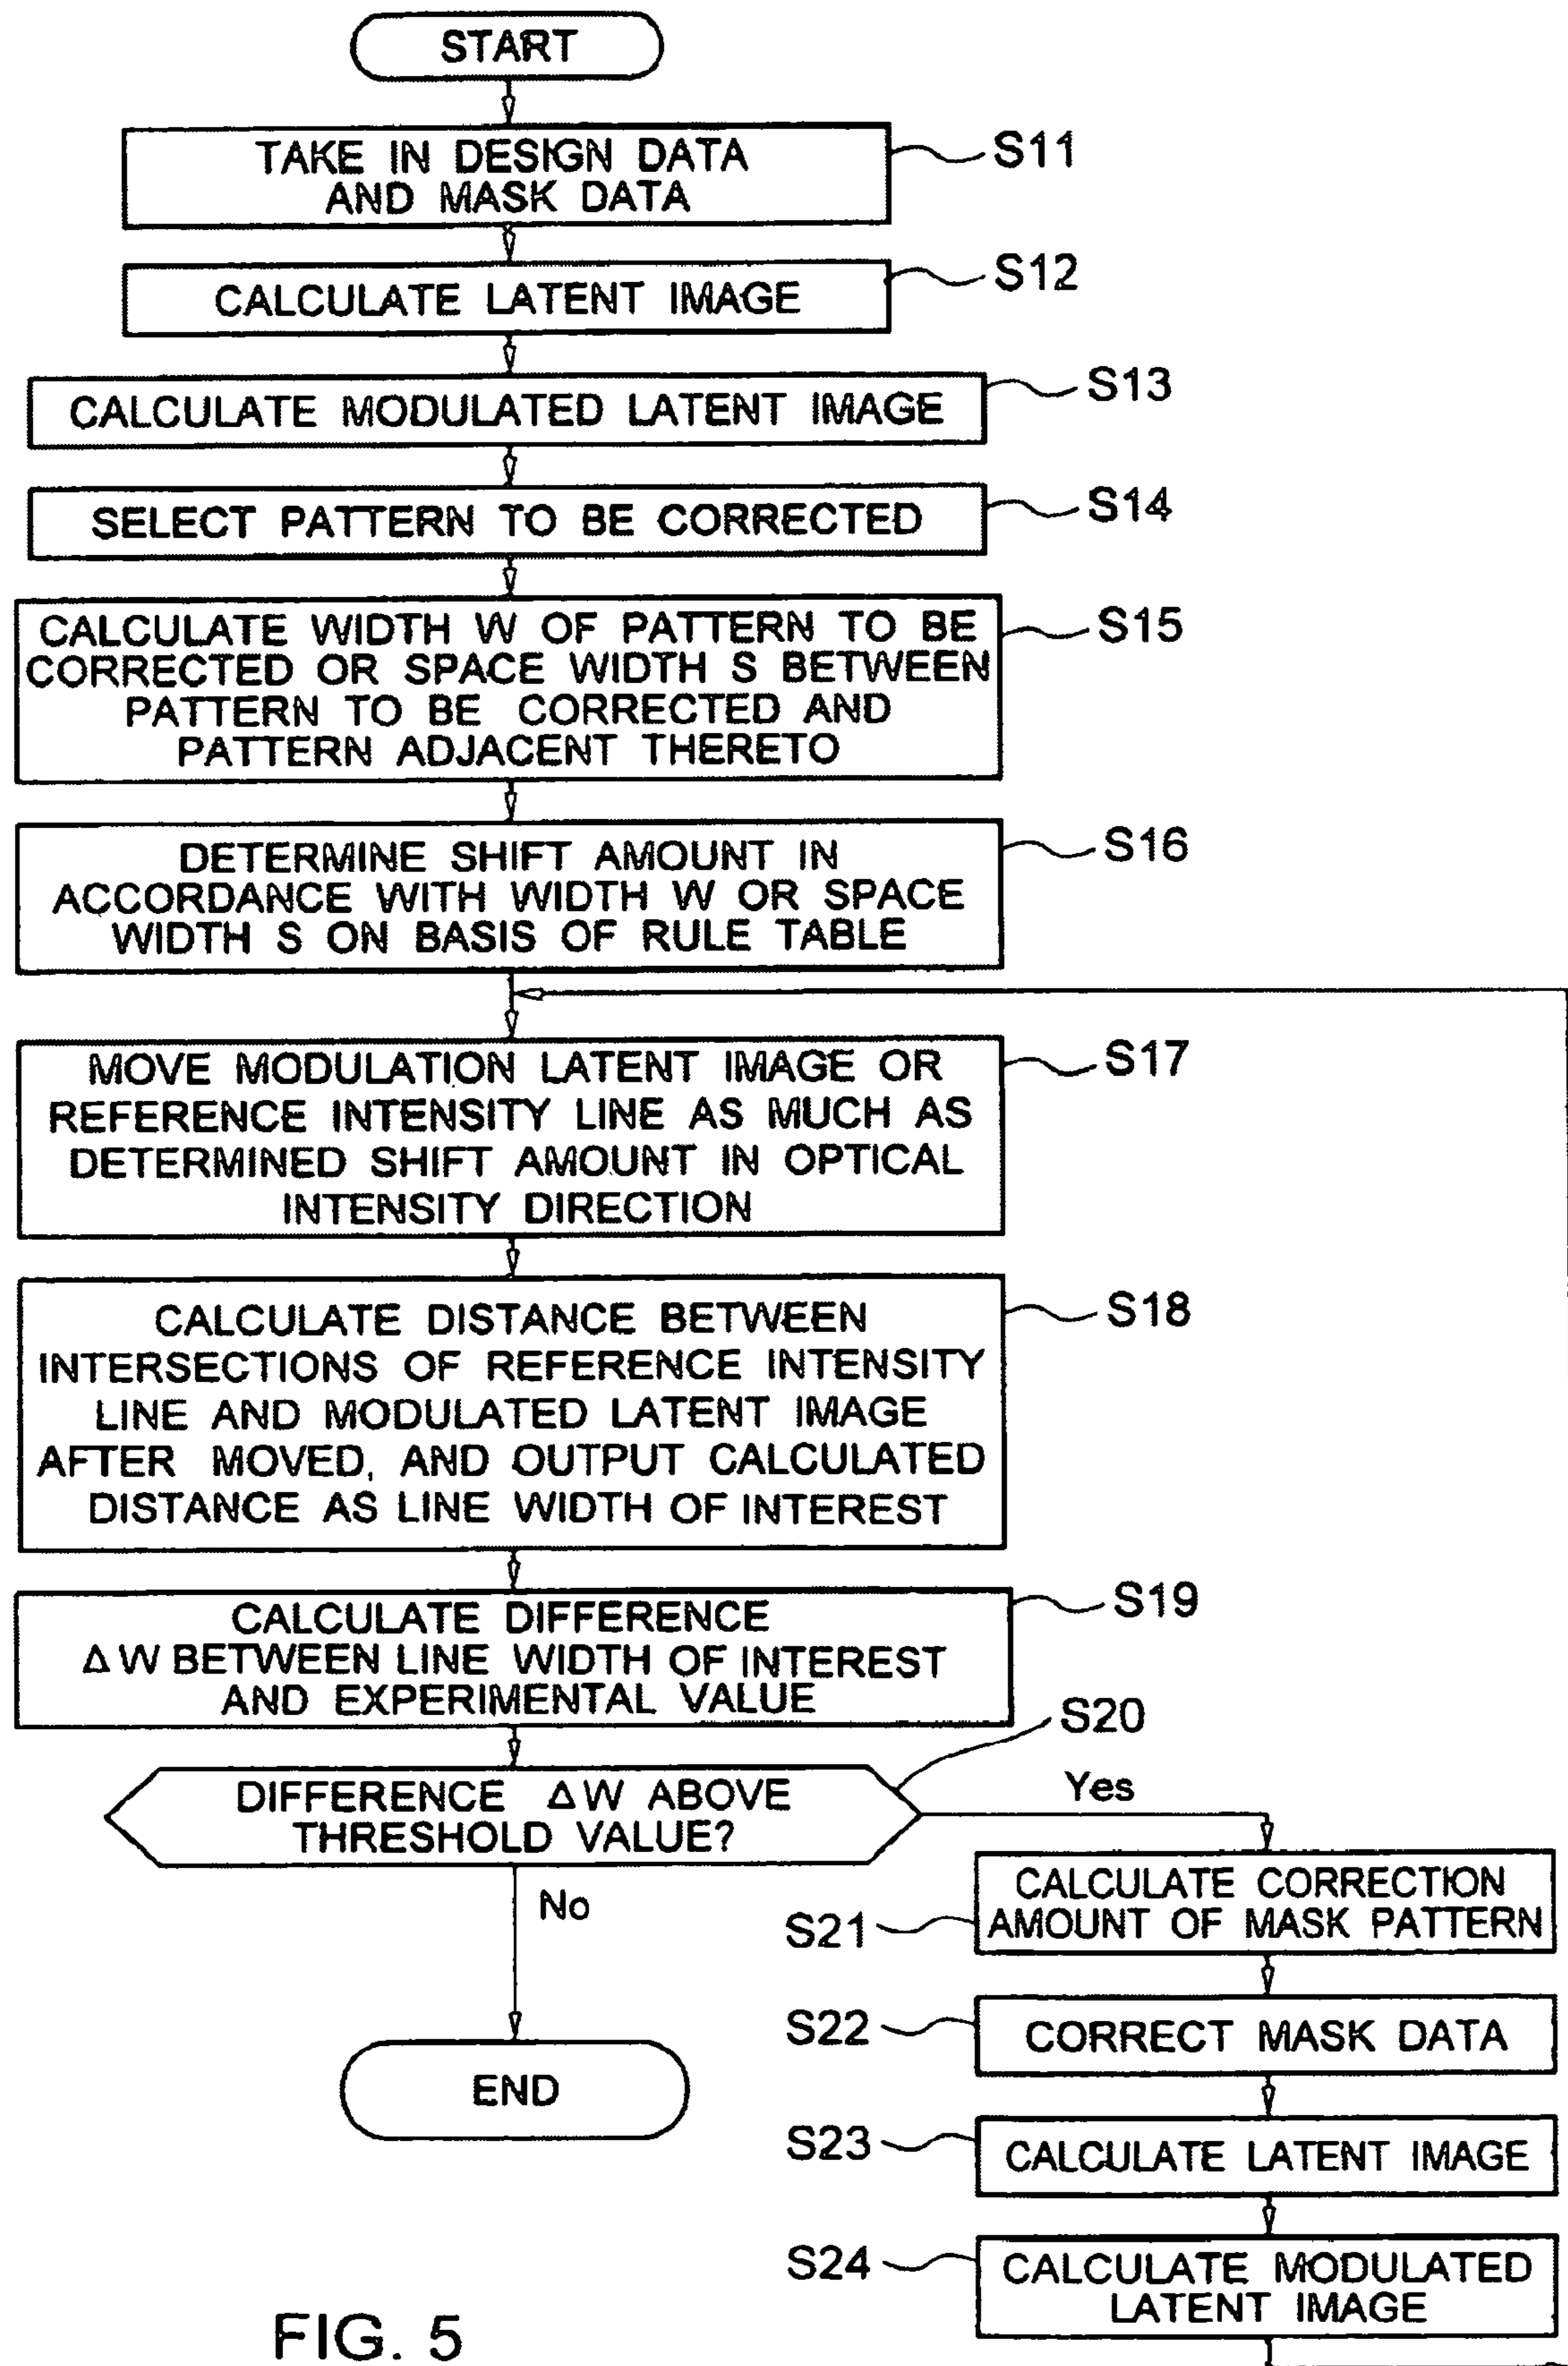 START
TAKE IN DESIGN DATA
AND MASK DATA
S11
CALCULATE LATENT IMAGE
S12
CALCULATE MODULATED LATENT IMAGE
S13
SELECT PATTERN TO BE CORRECTED
S14
CALCULATE WIDTH W OF PATTERN TO BE
CORRECTED OR SPACE WIDTH S BETWEEN
PATTERN TO BE CORRECTED AND
PATTERN ADJACENT THERETO
S15
DETERMINE SHIFT AMOUNT IN
ACCORDANCE WITH WIDTH W OR SPACE
WIDTH S ON BASIS OF RULE TABLE
S16
MOVE MODULATION LATENT IMAGE OR
REFERENCE INTENSITY LINE AS MUCH AS
DETERMINED SHIFT AMOUNT IN OPTICAL
INTENSITY DIRECTION
S17
CALCULATE DISTANCE BETWEEN
INTERSECTIONS OF REFERENCE INTENSITY
LINE AND MODULATED LATENT IMAGE
AFTER MOVED, AND OUTPUT CALCULATED
DISTANCE AS LINE WIDTH OF INTEREST
S18
CALCULATE DIFFERENCE
ΔW BETWEEN LINE WIDTH OF INTEREST
AND EXPERIMENTAL VALUE
S19
DIFFERENCE ΔW ABOVE
THRESHOLD VALUE?
S20
Yes
No
END
CALCULATE CORRECTION
AMOUNT OF MASK PATTERN
S21
CORRECT MASK DATA
S22
CALCULATE LATENT IMAGE
S23
CALCULATE MODULATED
LATENT IMAGE
S24
FIG. 5